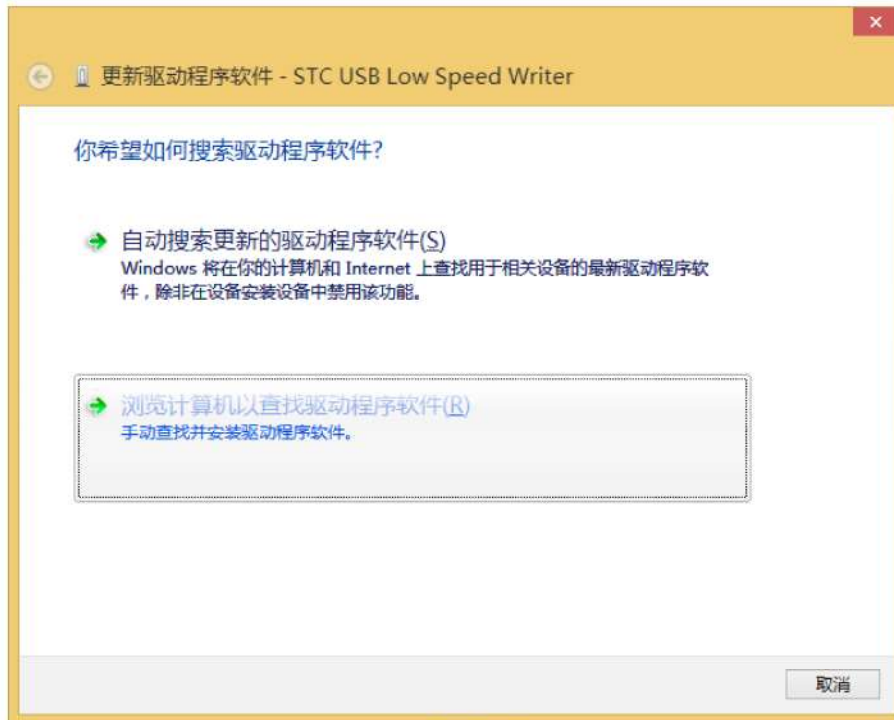 更新驱动程序软件 - STC USB Low Speed Writer
你希望如何搜索驱动程序软件?
自动搜索更新的驱动程序软件(S)
Windows 将在你的计算机和 Internet 上查找用于相关设备的最新驱动程序软
件，除非在设备安装设备中禁用该功能。
浏览计算机以查找驱动程序软件(R)
手动查找并安装驱动程序软件。
取消